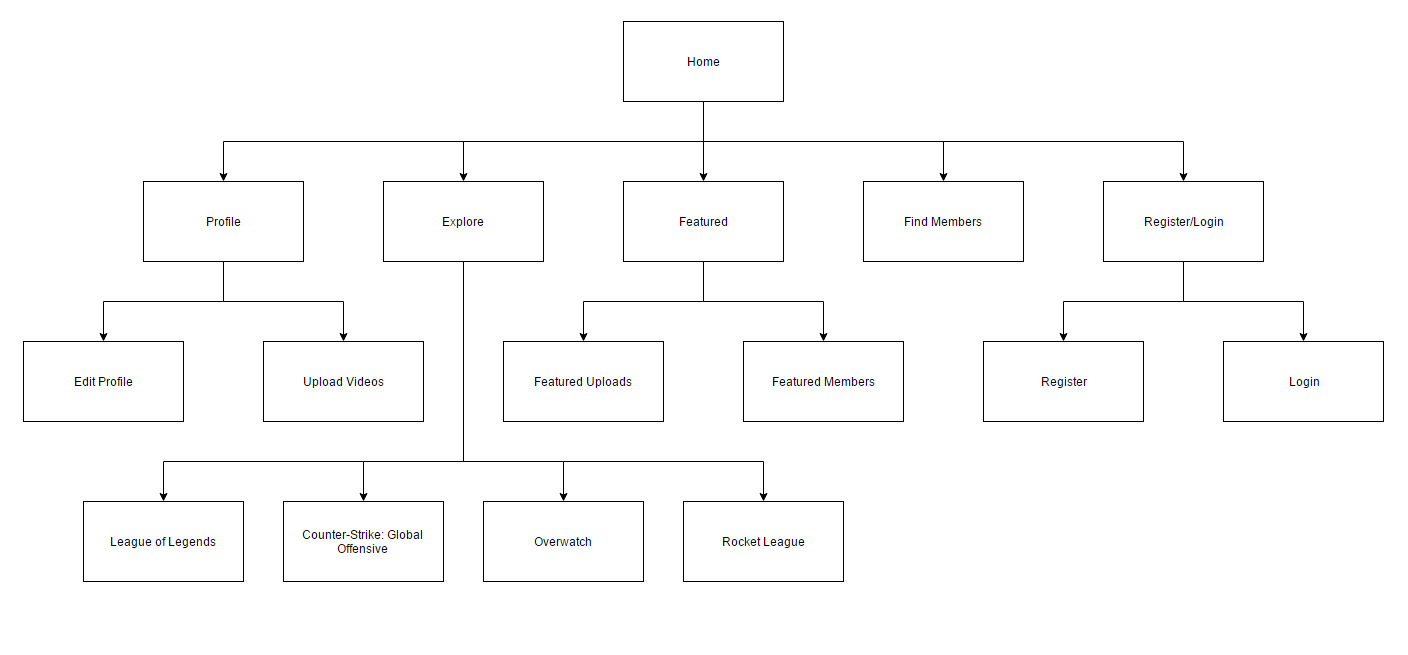 Home
Profile
Explore
Featured
Find Members
Register/Login
Edit Profile
Upload Videos
Featured Uploads
Featured Members
Register
Login
League of Legends
Counter-Strike: Global
Offensive
Overwatch
Rocket League